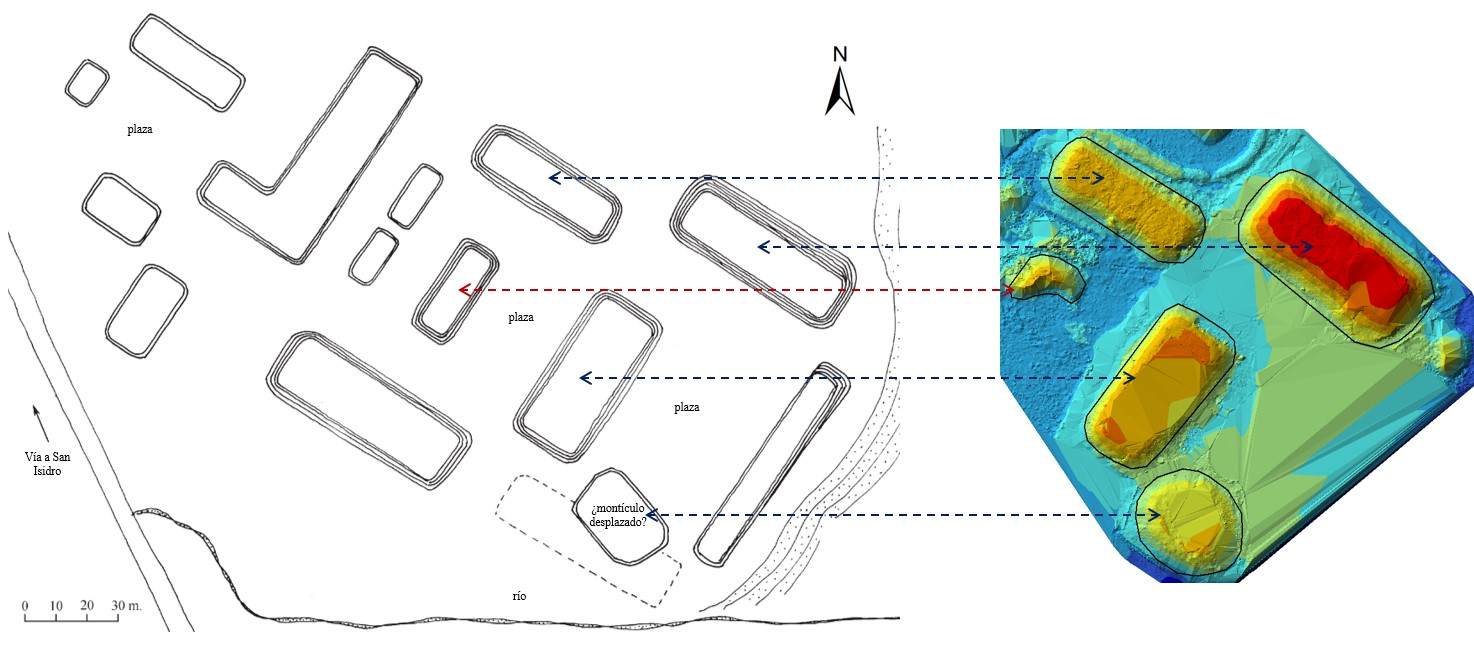 N
plaza
plaza
plaza
Vía a San
Isidro
¿montículo
desplazado?
río
0 10 20 30 m.